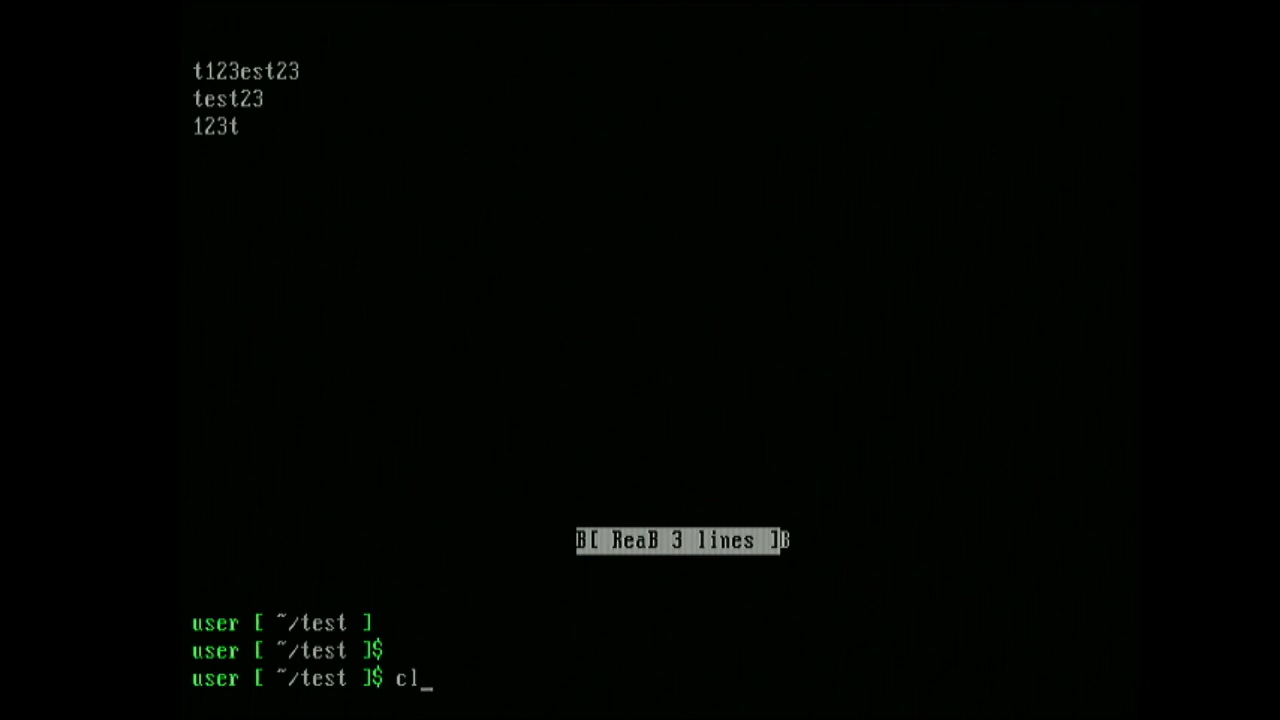 t123est23
test23
123t
B[ ReaB 3 lines ]B
user [ ~/test ]
user [ ~/test ]$
user [ ~/test ]$ cl_